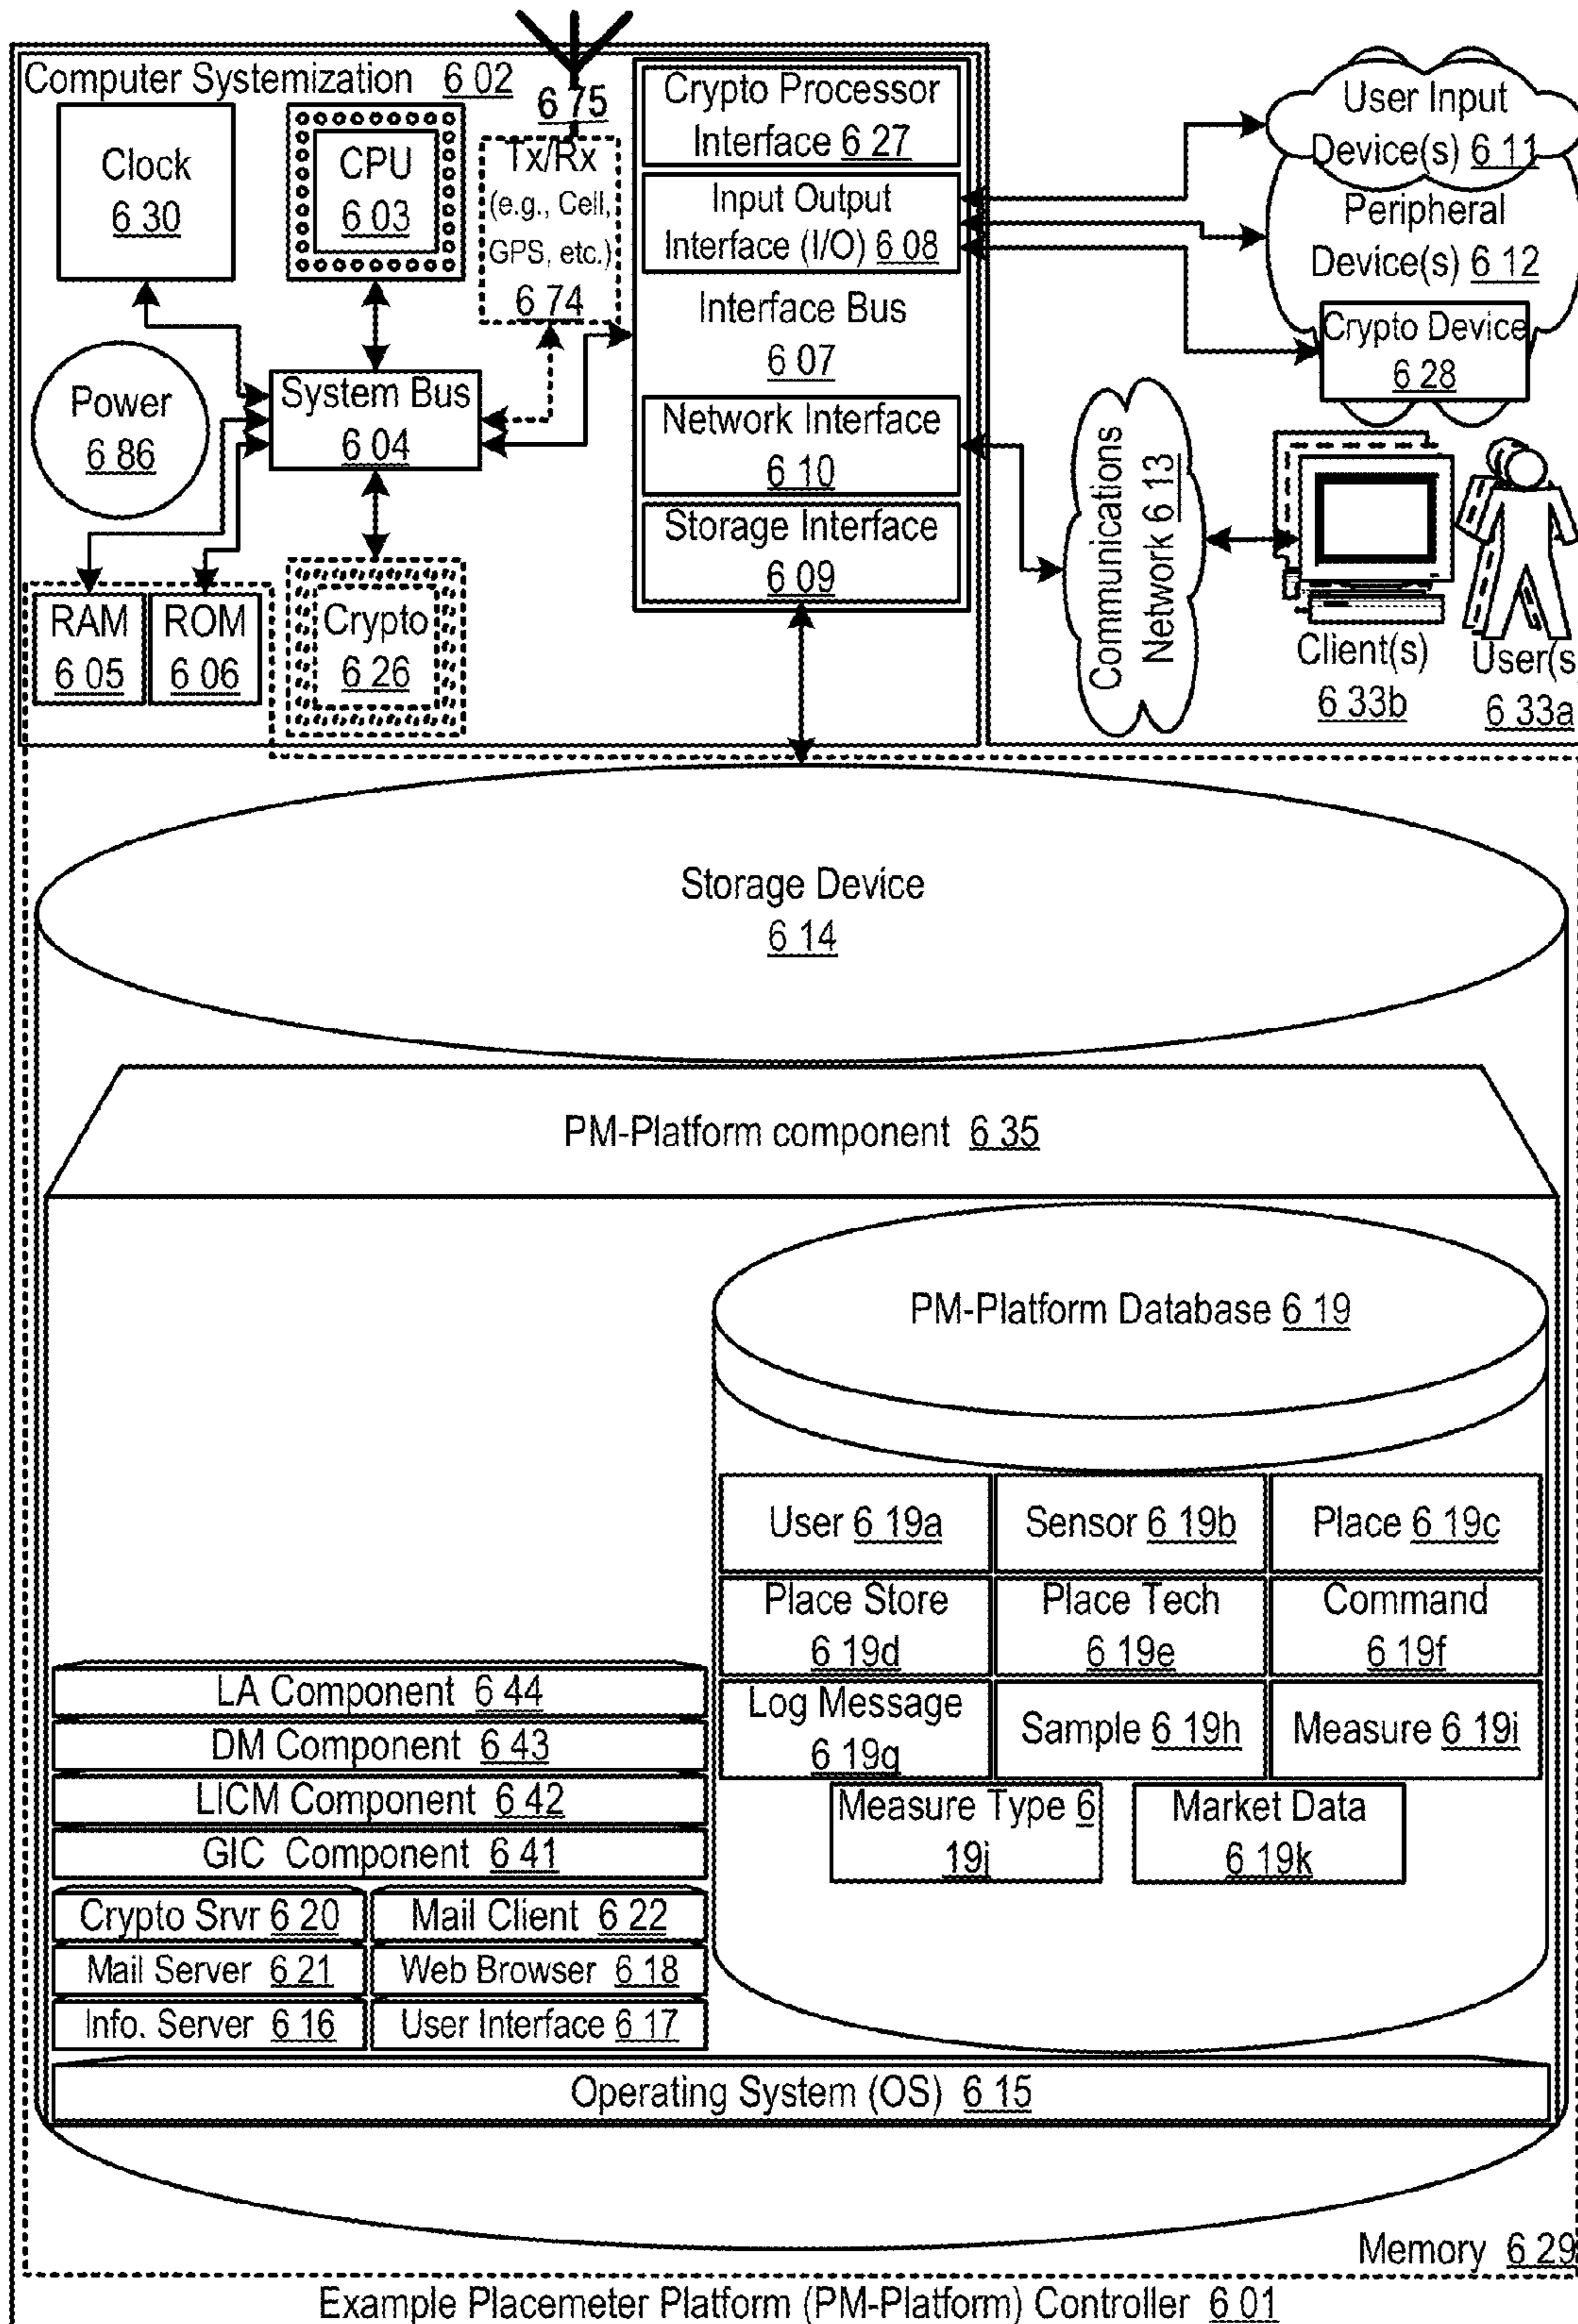 Computer Systemization 6 02
6 75
Clock
6 30
CPU
6 03
Tx/Rx
(e.g., Cell,
GPS, etc.)
6 74
Power
6 86
System Bus
6 04
RAM
6 05
ROM
6 06
Crypto
6 26
Crypto Processor
Interface 6 27
Input Output
Interface (I/O) 6 08
Interface Bus
6 07
Network Interface
6 10
Storage Interface
6 09
User Input
Device(s) 6 11
Peripheral
Device(s) 6 12
Crypto Device
6 28
Communications
Network 6 13
Client(s)
6 33b
User(s
6 33a
Storage Device
6 14
PM-Platform component 6 35
PM-Platform Database 6 19
User 6 19a
Sensor 6 19b
Place 6 19c
Place Store
6 19d
Place Tech
6 19e
Command
6 19f
Log Message
6 19g
Sample 6 19h
Measure 6 19i
Measure Type 6
19j
Market Data
6 19k
LA Component 6 44
DM Component 6 43
LICM Component 6 42
GIC Component 6 41
Crypto Srvr 6 20
Mail Client 6 22
Mail Server 6 21
Web Browser 6 18
Info. Server 6 16
User Interface 6 17
Operating System (OS) 6 15
Memory 6 29
Example Placemeter Platform (PM-Platform) Controller 6 01